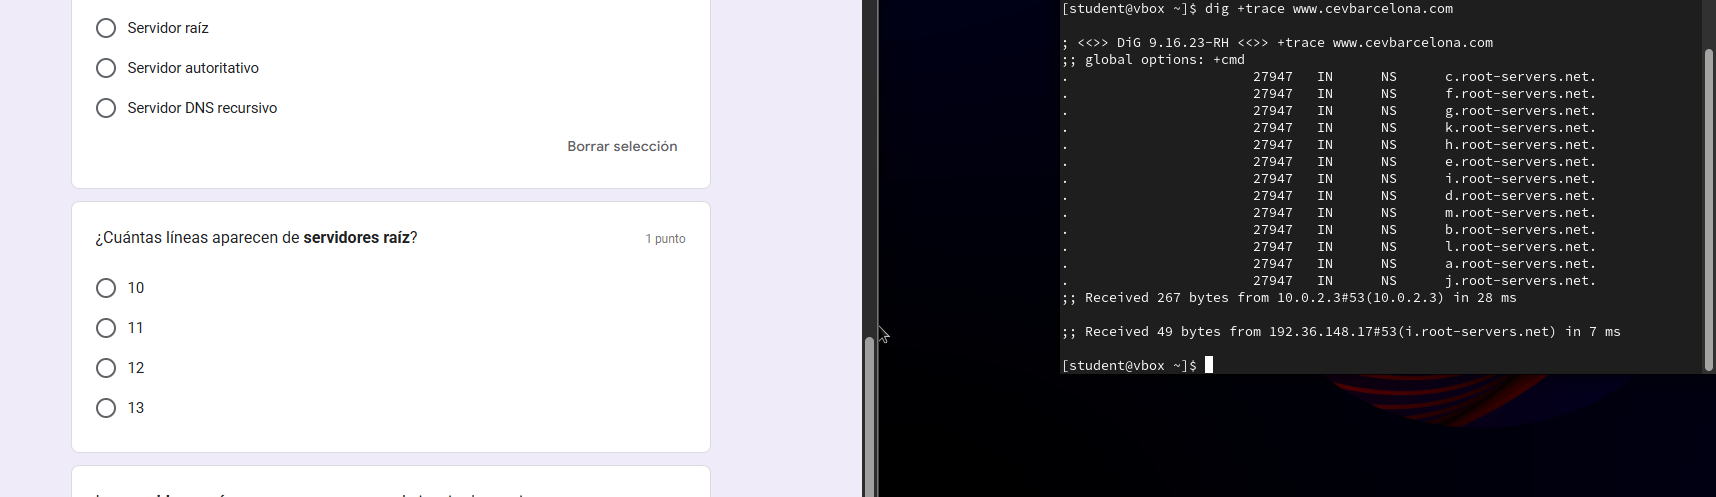 Servidor raíz
Servidor autoritativo
Servidor DNS recursivo
Borrar selección
¿Cuántas líneas aparecen de servidores raíz?
1 punto
10
11
12
13
[student@vbox ~]$ dig +trace www.cevbarcelona.com
; <<>> DiG 9.16.23-RH <<>> +trace www.cevbarcelona.com
;; global options: +cmd
. 27947 IN NS c.root-servers.net.
. 27947 IN NS f.root-servers.net.
. 27947 IN NS g.root-servers.net.
. 27947 IN NS k.root-servers.net.
. 27947 IN NS h.root-servers.net.
. 27947 IN NS e.root-servers.net.
. 27947 IN NS i.root-servers.net.
. 27947 IN NS d.root-servers.net.
. 27947 IN NS m.root-servers.net.
. 27947 IN NS b.root-servers.net.
. 27947 IN NS l.root-servers.net.
. 27947 IN NS a.root-servers.net.
. 27947 IN NS j.root-servers.net.
;; Received 267 bytes from 10.0.2.3#53(10.0.2.3) in 28 ms
;; Received 49 bytes from 192.36.148.17#53(i.root-servers.net) in 7 ms
[student@vbox ~]$